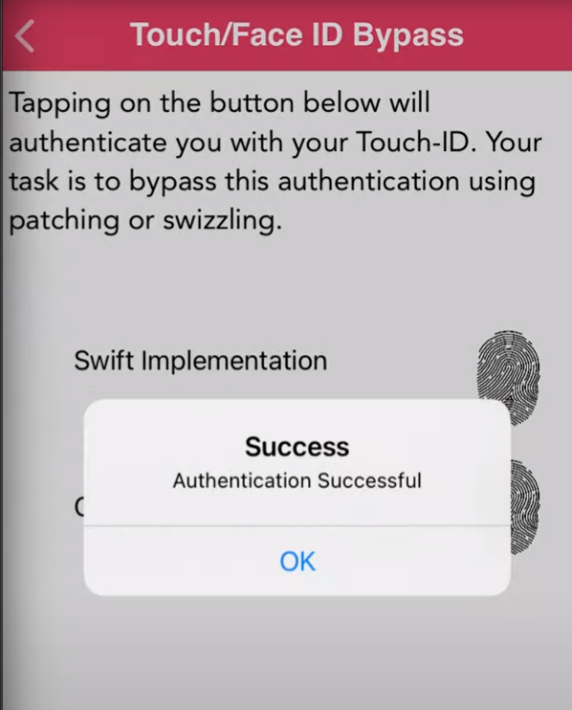 Touch/Face ID Bypass
Tapping on the button below will
authenticate you with your Touch-ID. Your
task is to bypass this authentication using
patching or swizzling.
Swift Implementation
Success
Authentication Successful
OK